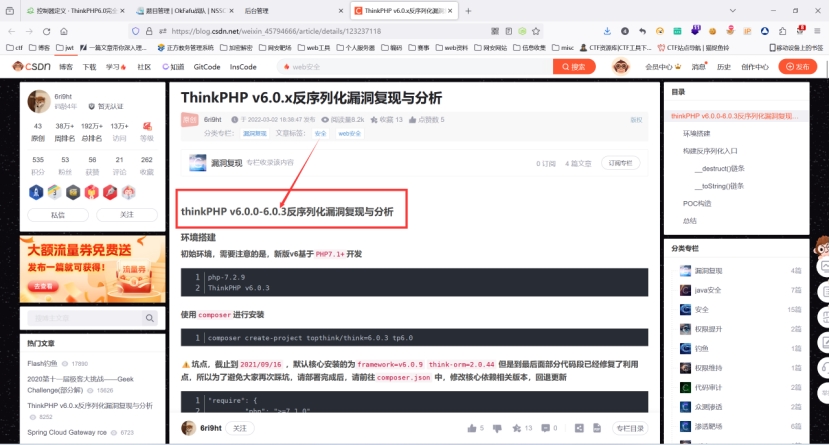 控制器定义 · ThinkPHP6.0完全
题目管理 | OkFafu战队 | NSSC
后台管理
ThinkPHP v6.0.x反序列化漏洞
https://blog.csdn.net/weixin_45794666/article/details/123237118
ctf 博客 jwt 一篇文章带你深入理... 正方教务管理系统 加密解密 网安靶场 web工具 个人服务器 编码 赛事 web资料 网安网站 信息收集 misc CTF资源库|CTF工具下... CTF站点导航 | 猫捉鱼铃 移动设备上的书签
CSDN 博客 下载 学习 社区 知道 GitCode InsCode web安全 搜索 会员中心 消息 历史 创作中心 发布
6ri9ht
码龄4年 暂无认证
43 38万+ 192万+ 13万+
原创 周排名 总排名 访问 等级
535 53 56 21 262
积分 粉丝 获赞 评论 收藏
私信 关注
大额流量券免费送
发布一篇就可获得!
去查看
流量券
热门文章
Flash钓鱼 17890
2020第十一届极客大挑战——Geek
Challenge(部分解) 16626
ThinkPHP v6.0.x反序列化漏洞复现与分析
8252
Spring Cloud Gateway rce 6723
ThinkPHP v6.0.x反序列化漏洞复现与分析
原创 6ri9ht 于 2022-03-02 18:38:47 发布 阅读量8.2k 收藏 13 点赞数 5 版权
分类专栏: 漏洞复现 文章标签: 安全 web安全
漏洞复现 专栏收录该内容 0 订阅 4 篇文章 订阅专栏
thinkPHP v6.0.0-6.0.3反序列化漏洞复现与分析
环境搭建
初始环境，需要注意的是，新版v6基于 PHP7.1+ 开发
1 php-7.2.9
2 ThinkPHP v6.0.3
使用 composer 进行安装
1 composer create-project topthink/think=6.0.3 tp6.0
⚠️ 坑点，截止到 2021/09/16 ，默认核心安装的为 framework=v6.0.9 think-orm=2.0.44 但是到最后面部分代码段已经修复了利用
点，所以为了避免大家再次踩坑，请部署完成后，请前往 composer.json 中，修改核心依赖相关版本，回退更新
1 "require": {
2 "php": ">=7.1.0",
6ri9ht 关注 5 13 0 专栏目录
目录
thinkPHP v6.0.0-6.0.3反序列化漏洞复现...
环境搭建
构建反序列化入口
__destruct()链条
__toString()链条
POC构造
总结
分类专栏
漏洞复现 4篇
java安全 7篇
安全 15篇
权限提升 2篇
钓鱼 1篇
权限维持 1篇
代码审计 2篇
众测渗透 2篇
渗透靶场 6篇